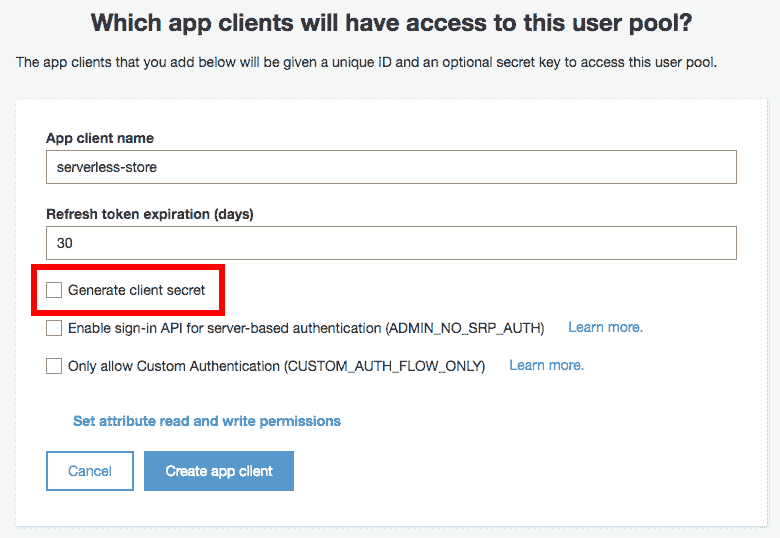 Which app clients will have access to this user pool?
The app clients that you add below will be given a unique ID and an optional secret key to access this user pool.
App client name
serverless-store
Refresh token expiration (days)
30
Generate client secret
Enable sign-in API for server-based authentication (ADMIN_NO_SRP_AUTH) Learn more.
Only allow Custom Authentication (CUSTOM_AUTH_FLOW_ONLY) Learn more.
Set attribute read and write permissions
Cancel Create app client